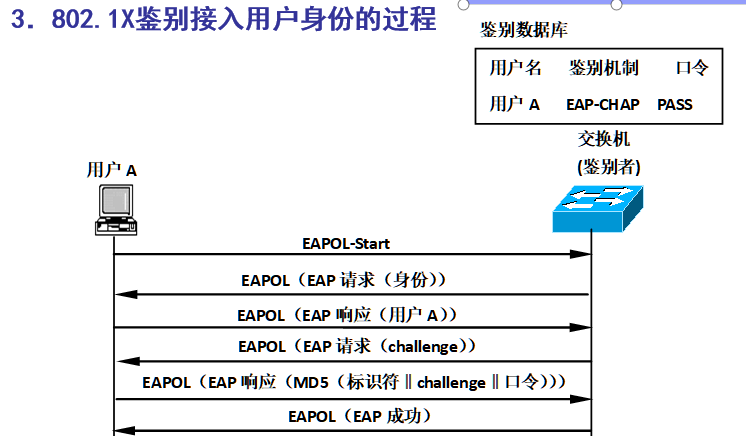 3. 802.1X鉴别接入用户身份的过程
鉴别数据库
用户名 鉴别机制 口令
用户 A EAP-CHAP PASS
交换机
(鉴别者)
用户 A
EAPOL-Start
EAPOL（EAP 请求（身份））
EAPOL（EAP 响应（用户 A））
EAPOL（EAP 请求（challenge））
EAPOL（EAP 响应（MD5（标识符‖challenge‖口令）））
EAPOL（EAP 成功）